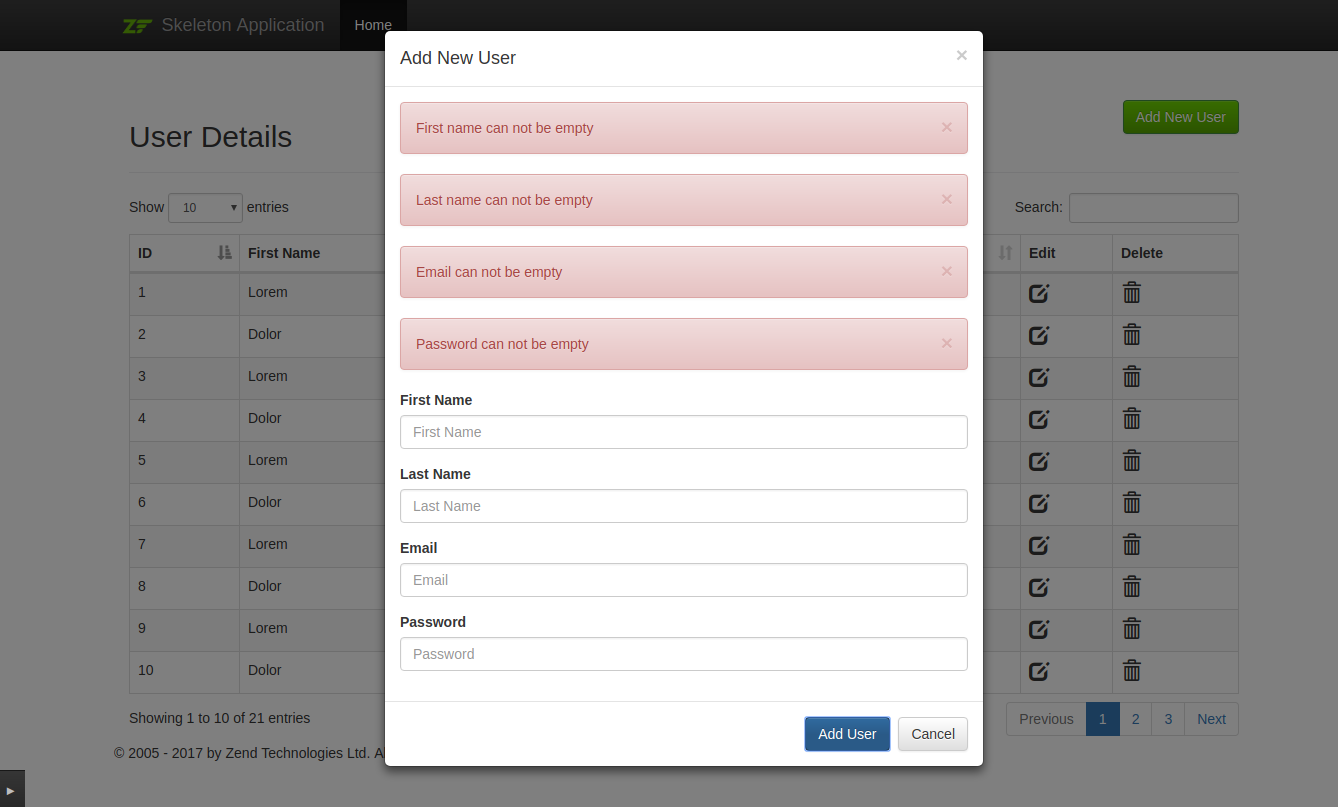 Skeleton Application
Home
Add New User
×
First name can not be empty ×
Last name can not be empty ×
Email can not be empty ×
Password can not be empty ×
First Name
First Name
Last Name
Last Name
Email
Email
Password
Password
Add User Cancel
Add New User
User Details
Show 10 entries
Search:
ID First Name Edit Delete
1 Lorem
2 Dolor
3 Lorem
4 Dolor
5 Lorem
6 Dolor
7 Lorem
8 Dolor
9 Lorem
10 Dolor
Showing 1 to 10 of 21 entries
Previous 1 2 3 Next
© 2005 - 2017 by Zend Technologies Ltd.